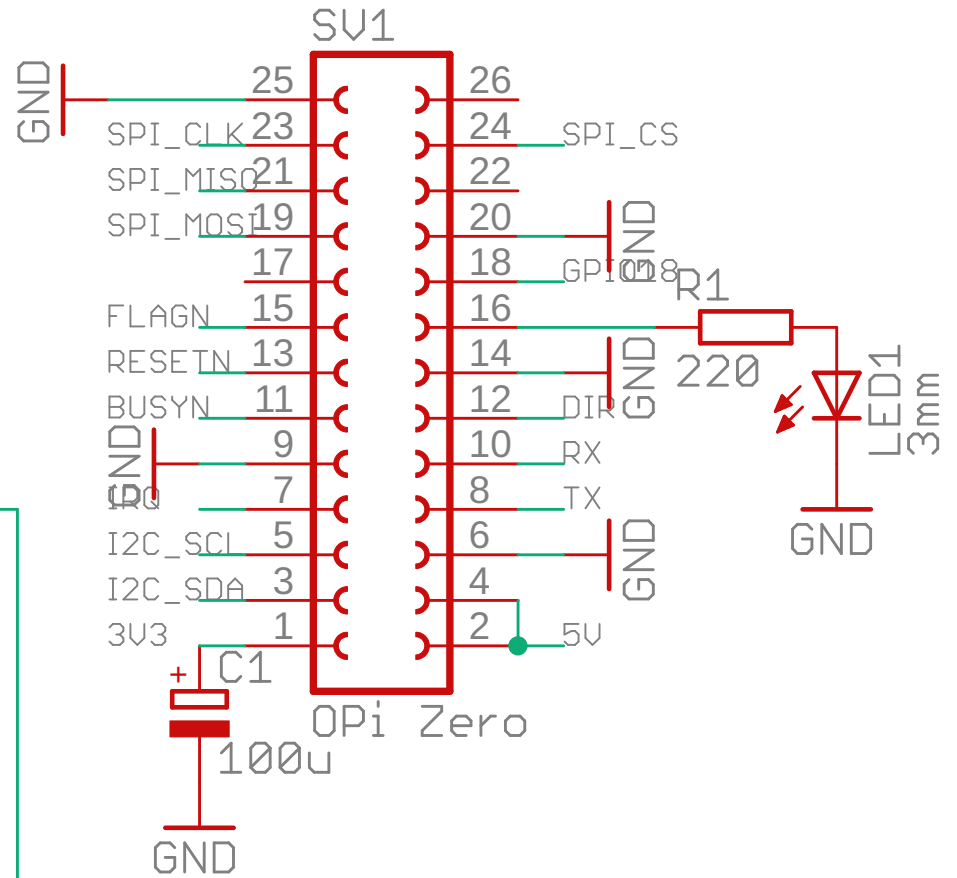 SV1
GND 25 26
SPI_CLK 23 24 SPI_CS
SPI_MISO 21 22
SPI_MOSI 19 20 GND
17 18 GPIO18
R1
FLAGN 15 16
220
RESETN 13 14 GND
LED1
3mm
BUSYN 11 12 DIR
GND 9 10 RX
IRQ 7 8 TX
GND
I2C_SCL 5 6 GND
I2C_SDA 3 4
3V3 1 2 5V
+ C1
100u
OPi Zero
GND